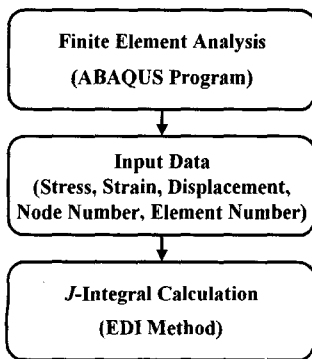 Finite Element Analysis
(ABAQUS Program)
Input Data
(Stress, Strain, Displacement,
Node Number, Element Number)
J-Integral Calculation
(EDI Method)